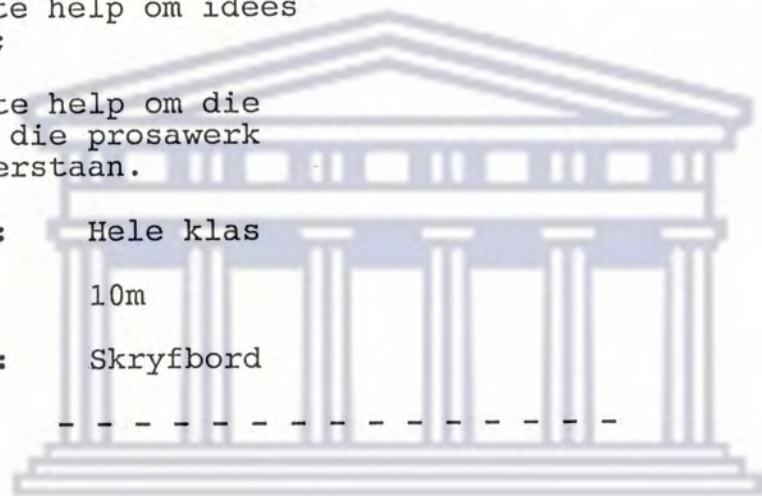 te help om idees
te help om die
die prosawerk
erstaan.
: Hele klas
10m
: Skryfbord
- - - - - - - - - - - - - - -